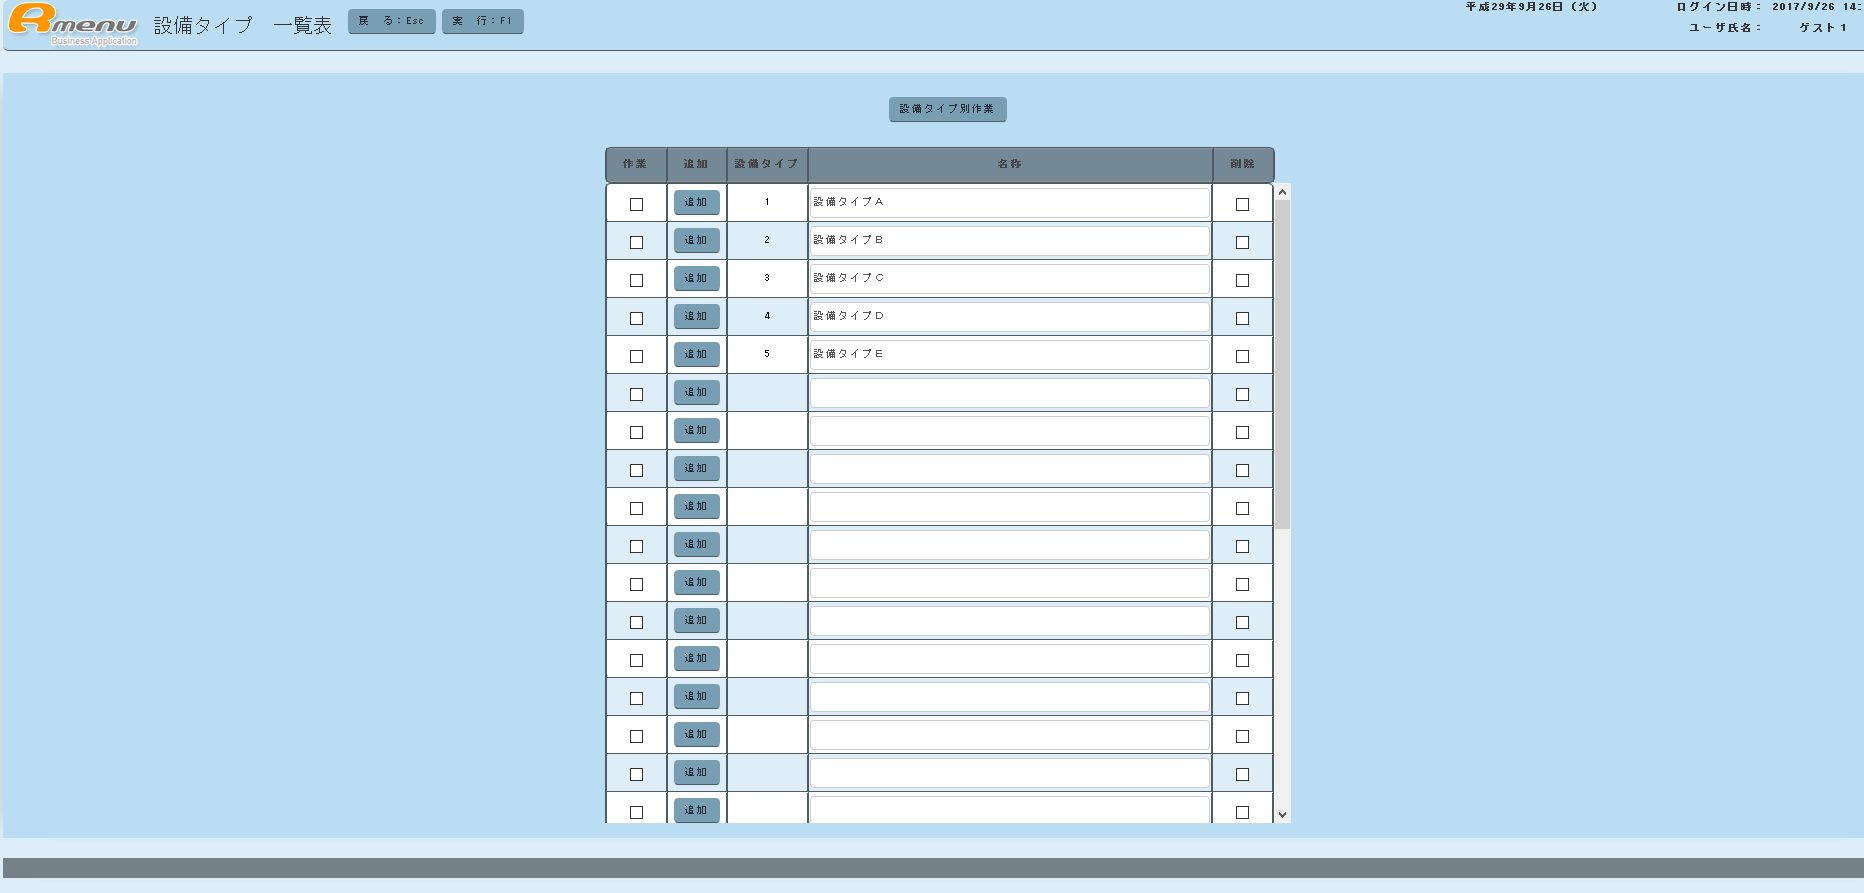 Rmenu
Business Application
設備タイプ　一覧表
戻　る：Esc
実　行：F1
平成29年9月26日（火）
ログイン日時：　2017/9/26 14:
ユーザ氏名：　ゲスト１
設備タイプ別作業
作業　追加　設備タイプ　名称　削除
追加　1　設備タイプＡ
追加　2　設備タイプＢ
追加　3　設備タイプＣ
追加　4　設備タイプＤ
追加　5　設備タイプＥ
追加
追加
追加
追加
追加
追加
追加
追加
追加
追加
追加
追加